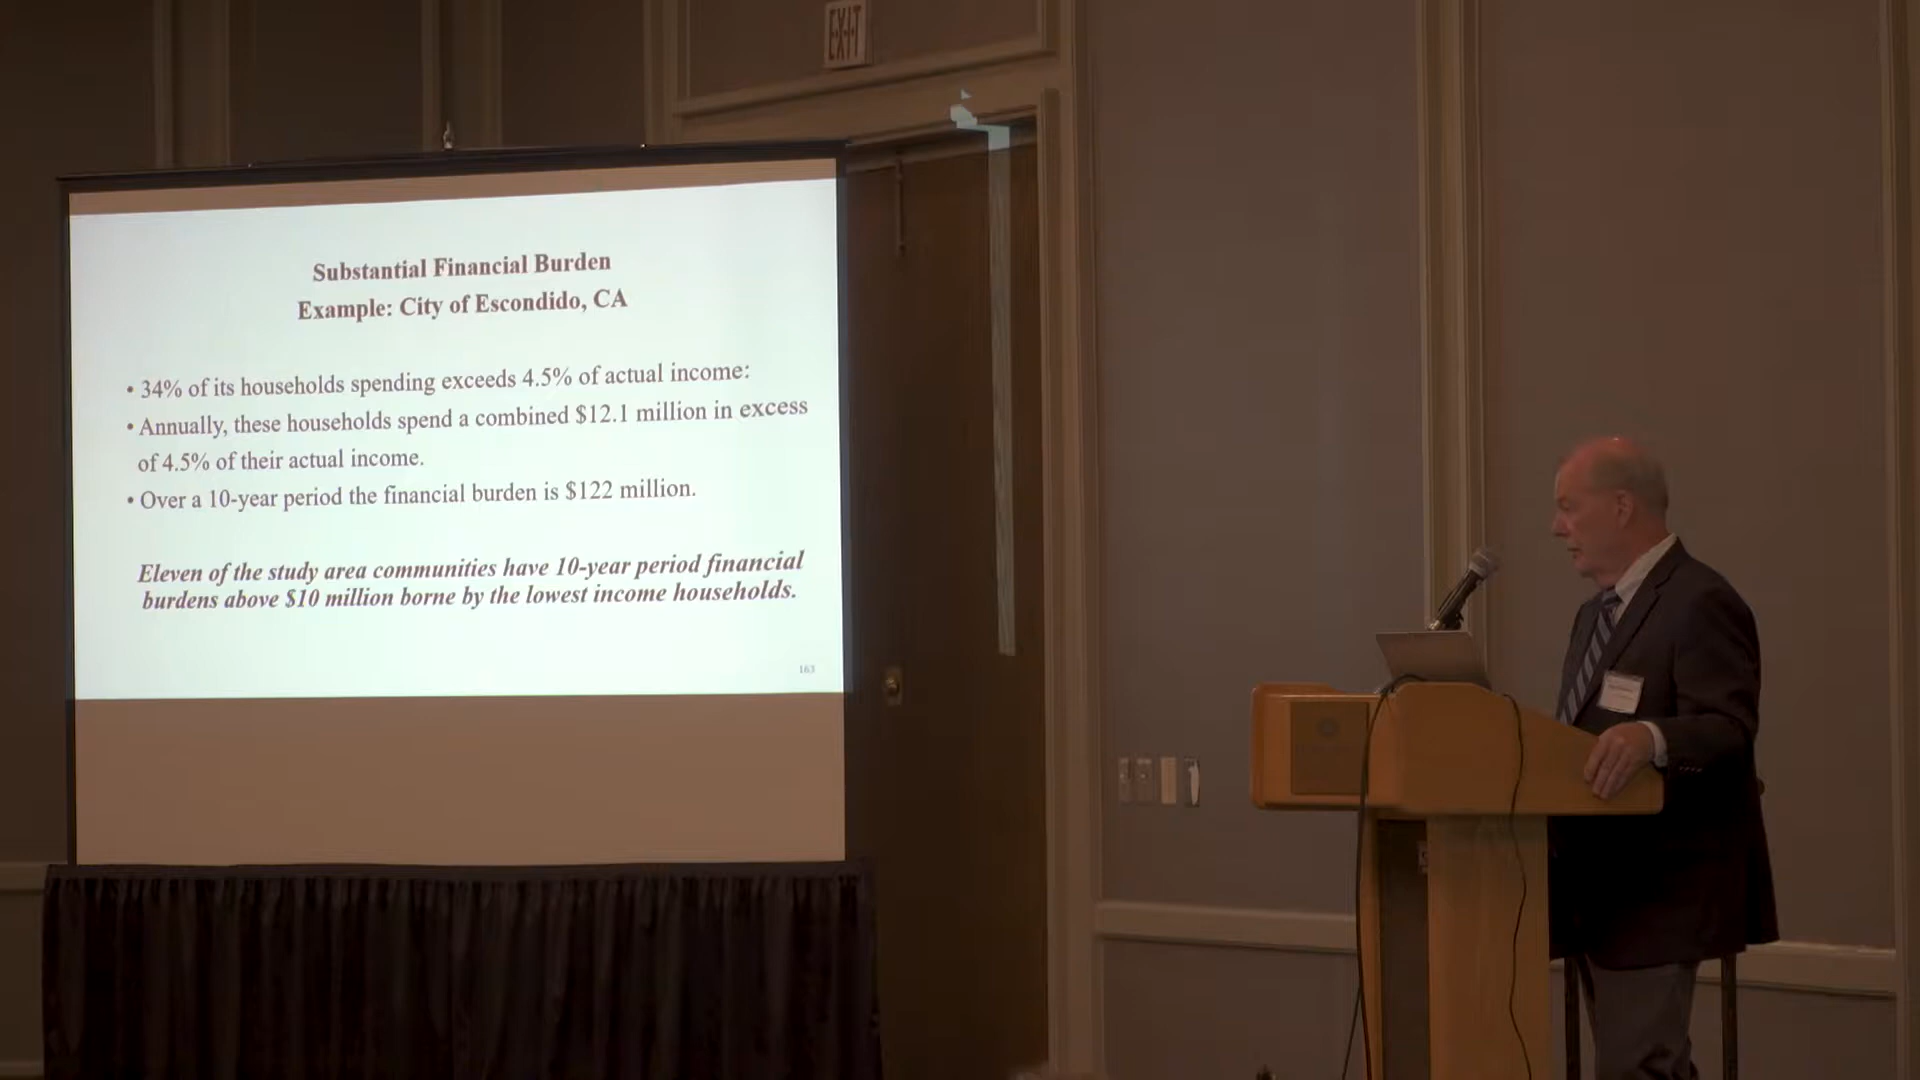 EXIT
Substantial Financial Burden
Example: City of Escondido, CA
• 34% of its households spending exceeds 4.5% of actual income:
• Annually, these households spend a combined $12.1 million in excess
of 4.5% of their actual income.
• Over a 10-year period the financial burden is $122 million.
Eleven of the study area communities have 10-year period financial
burdens above $10 million borne by the lowest income households.
163